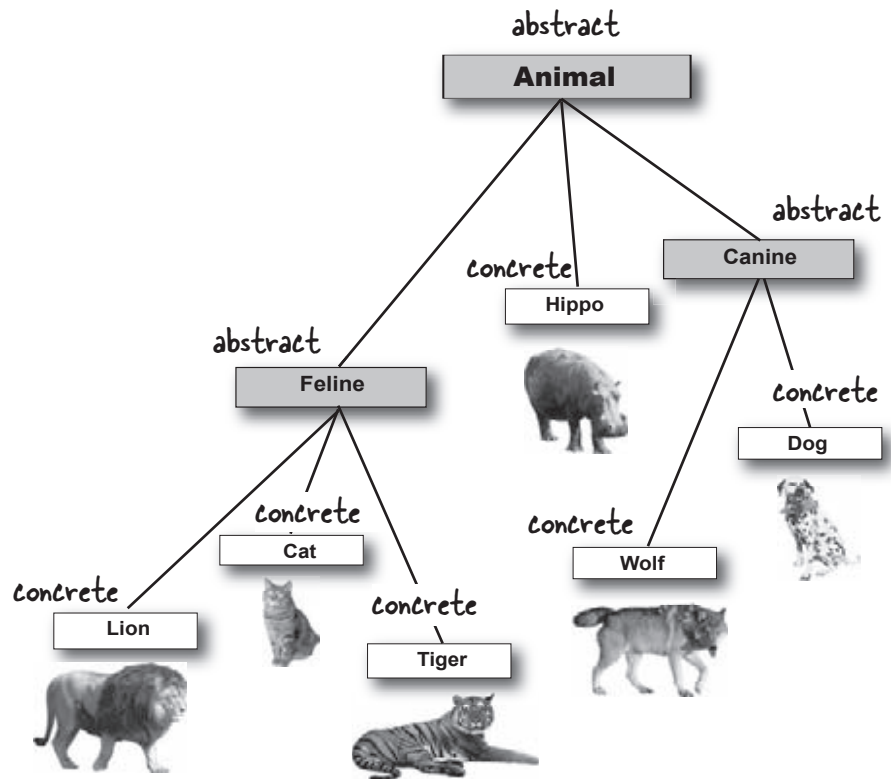 abstract
Animal
abstract
Canine
concrete
Hippo
abstract
Feline
concrete
Dog
concrete
Cat
concrete
Wolf
concrete
Lion
concrete
Tiger